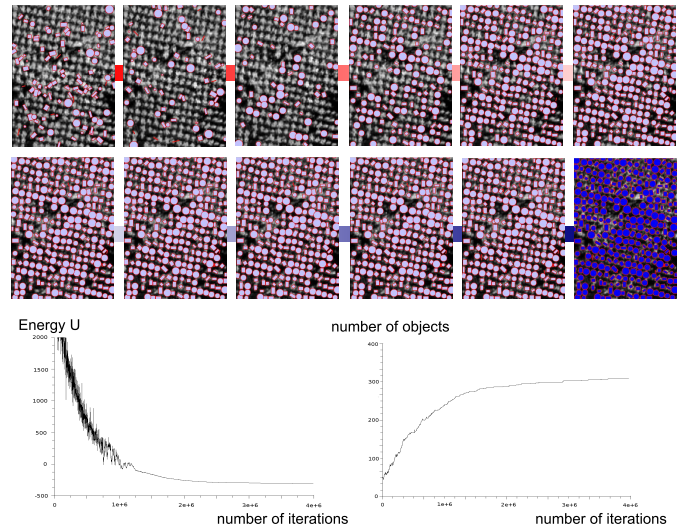 Energy U
number of objects
2000
1500
1000
500
0
-500
0
1e+6
2e+6
3e+6
4e+6
number of iterations
400
300
200
100
0
0
1e+6
2e+6
3e+6
4e+6
number of iterations